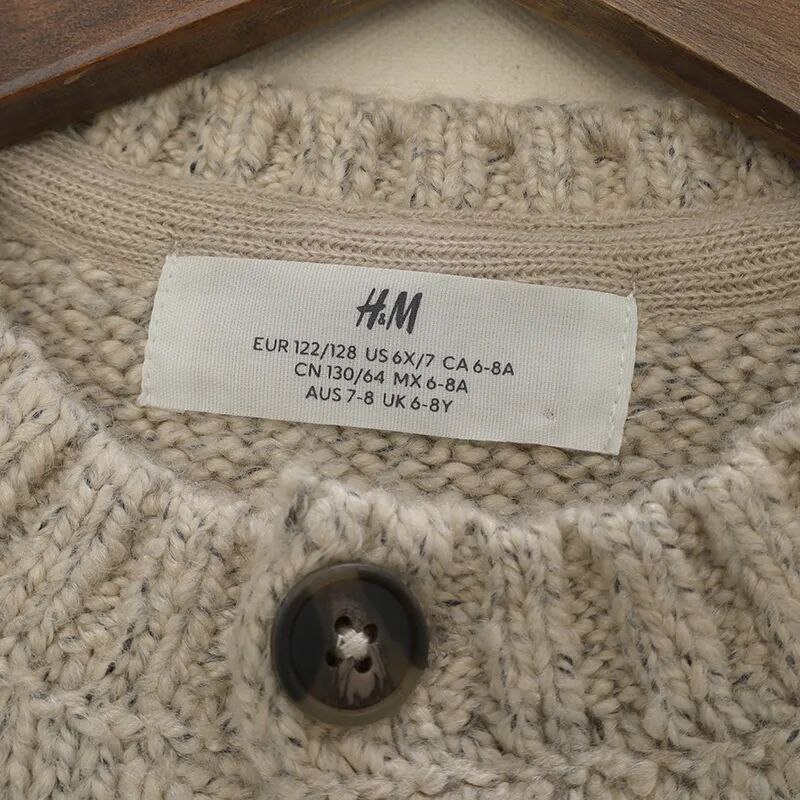 H&M
EUR 122/128 US 6X/7 CA 6-8A
CN 130/64 MX 6-8A
AUS 7-8 UK 6-8Y